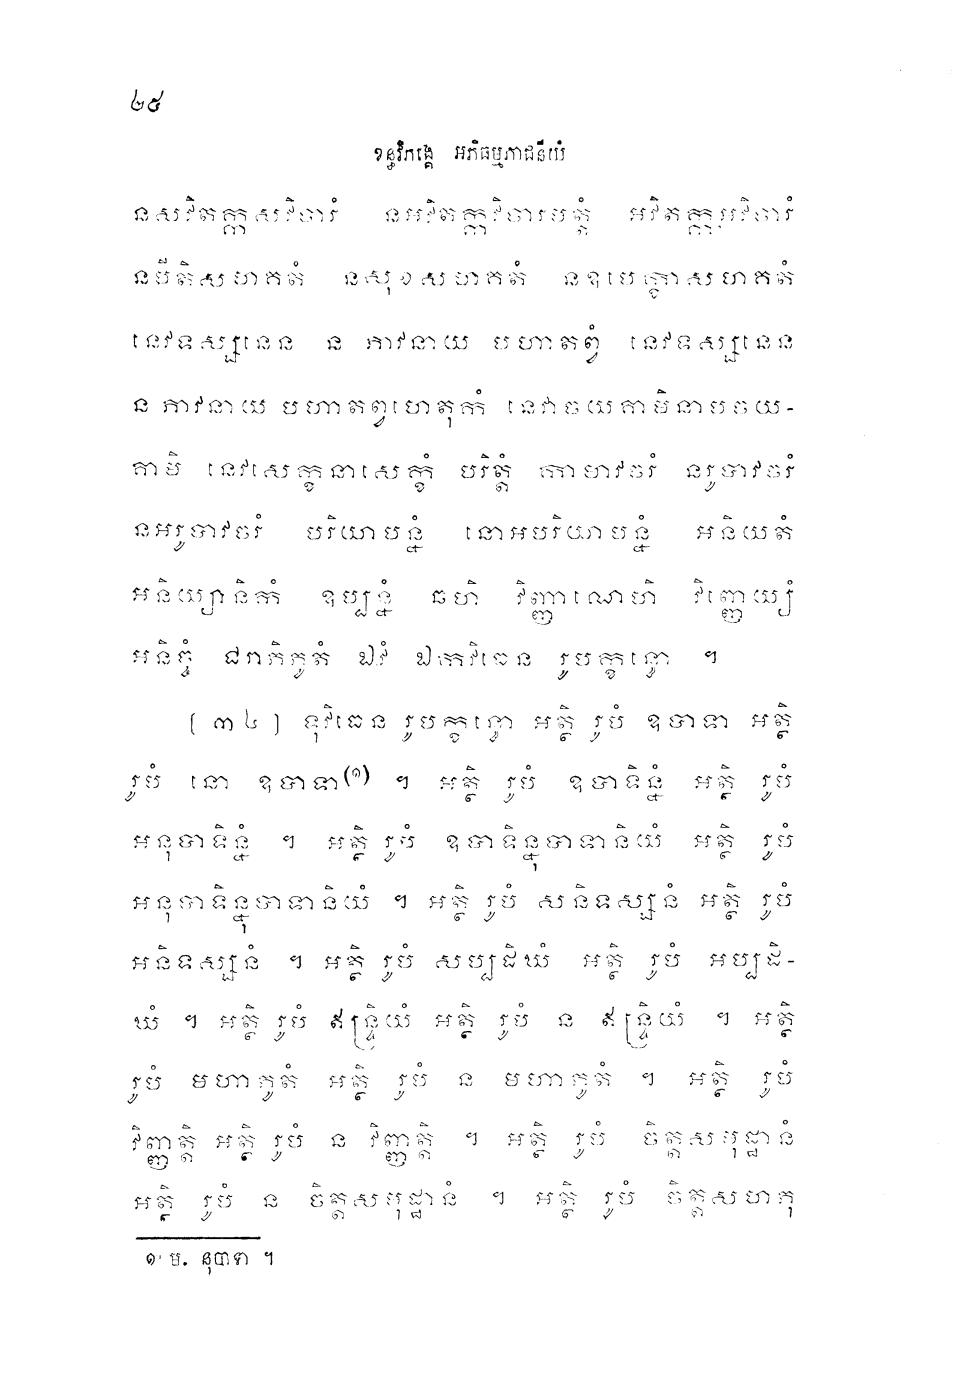 ២៥
ខន្ធវិភង្គេ អភិធម្មភាជនីយំ
នសវិតក្កសវិចារំ នអវិតក្កវិចារមត្តំ អវិតក្កអវិចារំ
នបីតិសហគតំ នសុខសហគតំ នឧបេក្ខាសហគតំ
នេវទស្សនេន ន ភាវនាយ បហាតព្វំ នេវទស្សនេន
ន ភាវនាយ បហាតព្វហេតុកំ នេវាចយគាមិនាបចយ-
គាមិ នេវសេក្ខនាសេក្ខំ បរិត្តំ កាមាវចរំ នរូបាវចរំ
នអរូបាវចរំ បរិយាបន្នំ នោអបរិយាបន្នំ អនិយតំ
អនិយ្យានិកំ ឧប្បន្នំ ឆហិ វិញ្ញាណេហិ វិញ្ញេយ្យំ
អនិច្ចំ ជរាភិភូតំ ឯវំ ឯកវិធេន រូបក្ខន្ធោ ។
[ ៣៤ ] ទុវិធេន រូបក្ខន្ធោ អត្ថិ រូបំ ឧបាទា អត្ថិ
រូបំ នោ ឧបាទា(១) ។ អត្ថិ រូបំ ឧបាទិន្នំ អត្ថិ រូបំ
អនុបាទិន្នំ ។ អត្ថិ រូបំ ឧបាទិន្នុបាទានិយំ អត្ថិ រូបំ
អនុបាទិន្នុបាទានិយំ ។ អត្ថិ រូបំ សនិទស្សនំ អត្ថិ រូបំ
អនិទស្សនំ ។ អត្ថិ រូបំ សប្បដិឃំ អត្ថិ រូបំ អប្បដិ-
ឃំ ។ អត្ថិ រូបំ ឥន្ទ្រិយំ អត្ថិ រូបំ ន ឥន្ទ្រិយំ ។ អត្ថិ
រូបំ មហាភូតំ អត្ថិ រូបំ ន មហាភូតំ ។ អត្ថិ រូបំ
វិញ្ញត្តិ អត្ថិ រូបំ ន វិញ្ញត្តិ ។ អត្ថិ រូបំ ចិត្តសមុដ្ឋានំ
អត្ថិ រូបំ ន ចិត្តសមុដ្ឋានំ ។ អត្ថិ រូបំ ចិត្តសហភុ
១ ម. នុបាទា ។